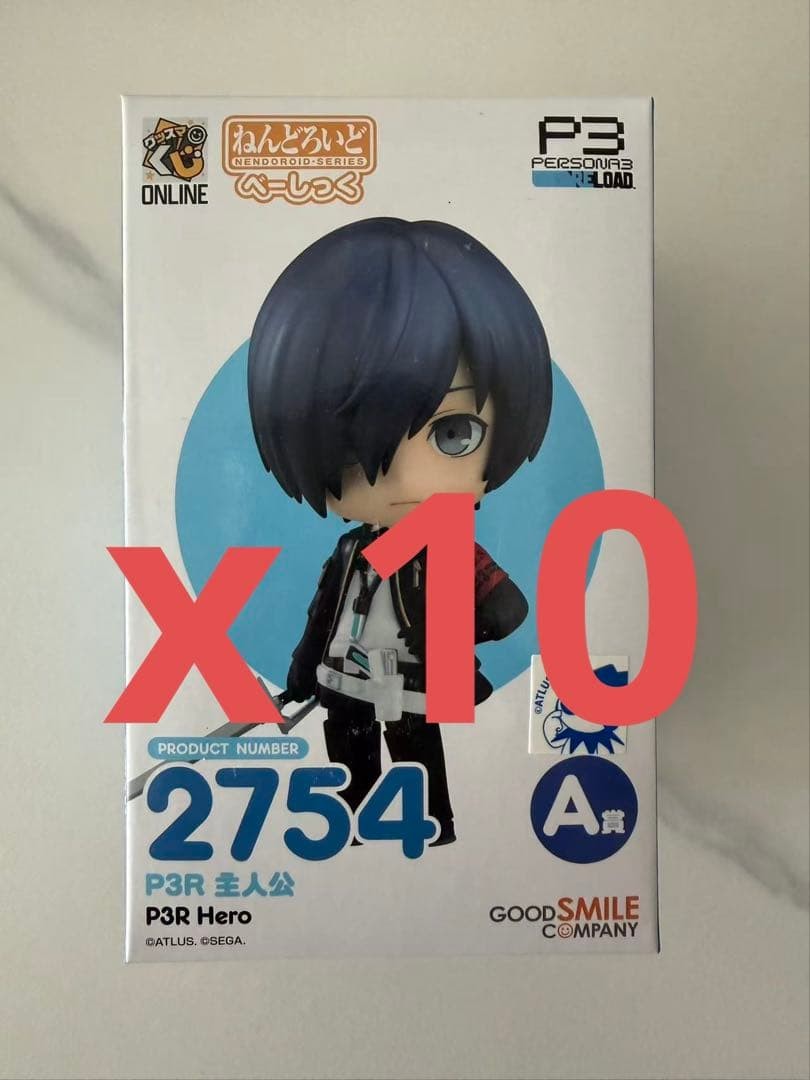 グッスマ
くじ
ONLINE
ねんどろいど
NENDOROID-SERIES
べーしっく
P3
PERSONA3
RELOAD
x 10
©ATLUS
PRODUCT NUMBER
2754
A賞
P3R 主人公
P3R Hero
©ATLUS. ©SEGA.
GOOD SMILE
COMPANY